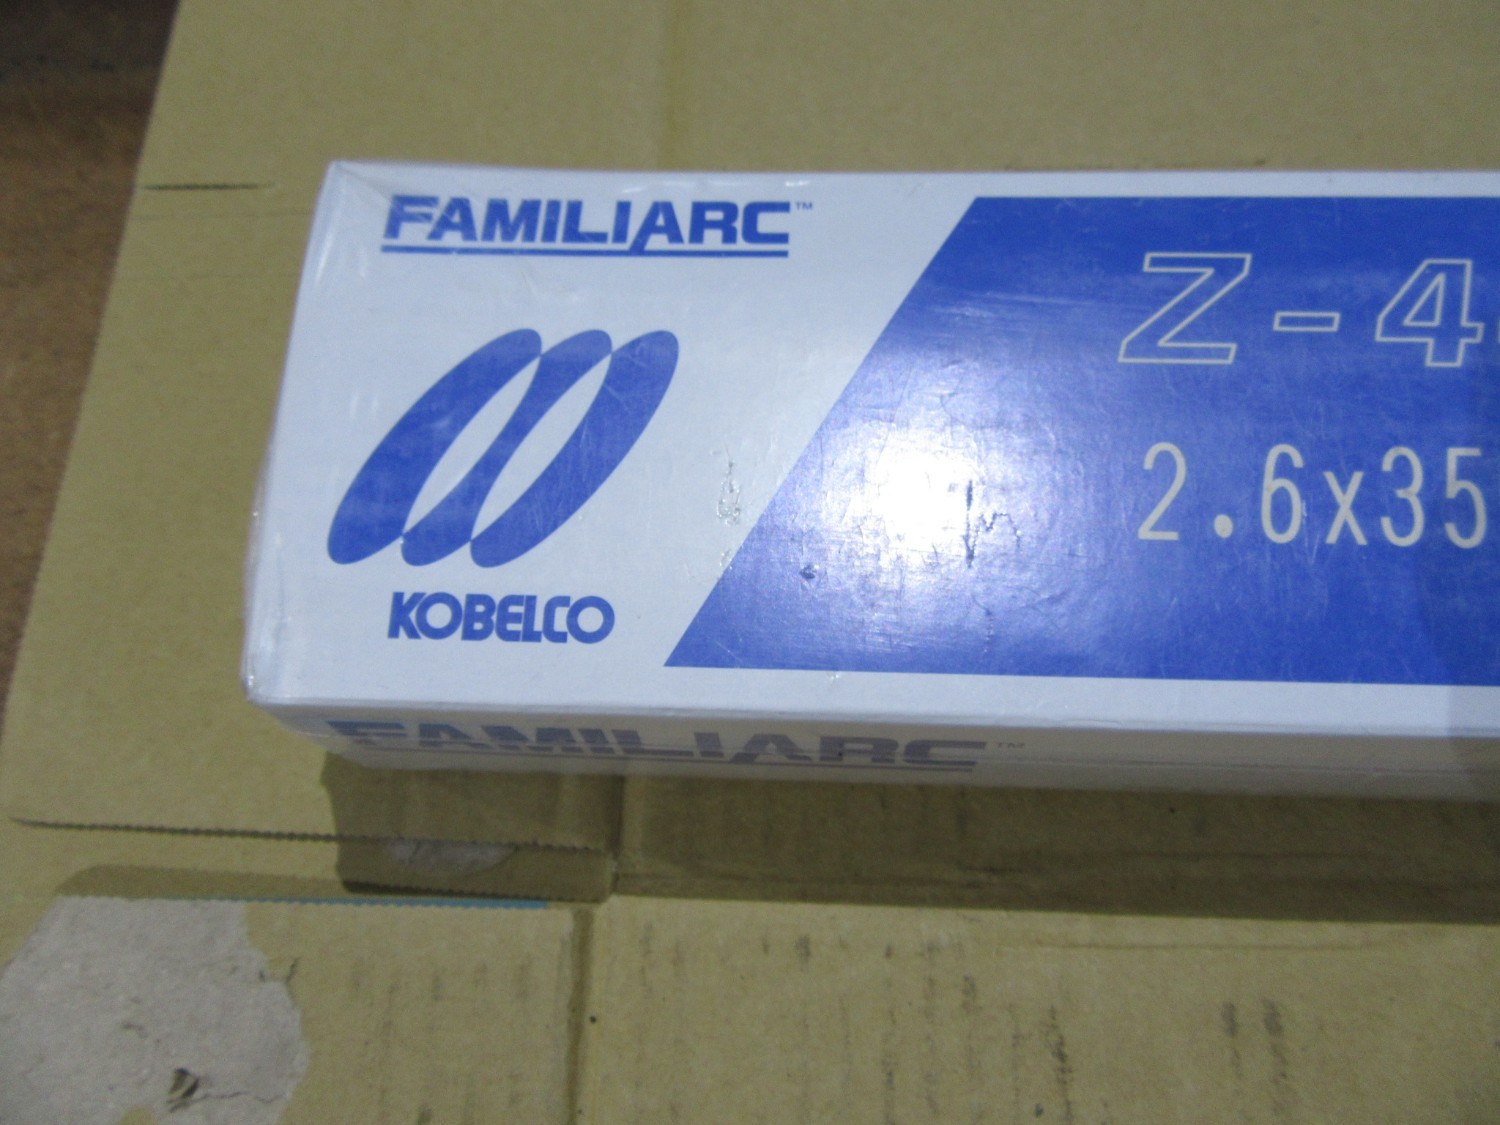 FAMILIARC™
Z-4
KOBELCO
2.6x35
FAMILIARC™